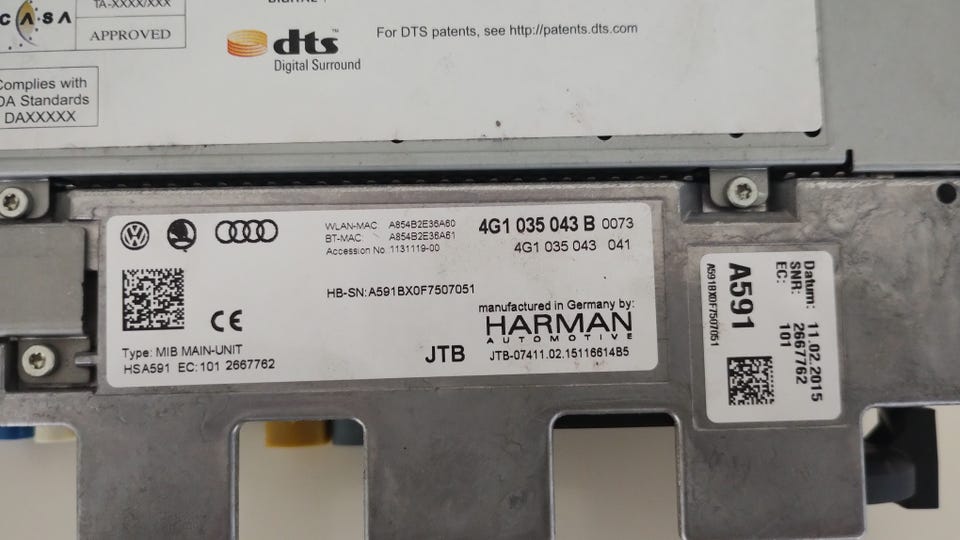 CASA
TA-XXXX/XXX
APPROVED
dts™
Digital Surround
For DTS patents, see http://patents.dts.com
Complies with
DA Standards
DAXXXXX
WLAN-MAC A854B2E36A60
BT-MAC A854B2E36A61
Accession No. 1131119-00
4G1 035 043 B 0073
4G1 035 043 041
HB-SN:A591BX0F7507051
CE
manufactured in Germany by:
HARMAN
AUTOMOTIVE
Type: MIB MAIN-UNIT
HSA591 EC:101 2667762
JTB
JTB-07411.02.15116614B5
Datum: 11.02.2015
SNR: 2667762
EC: 101
A591
A591BX0F7507051